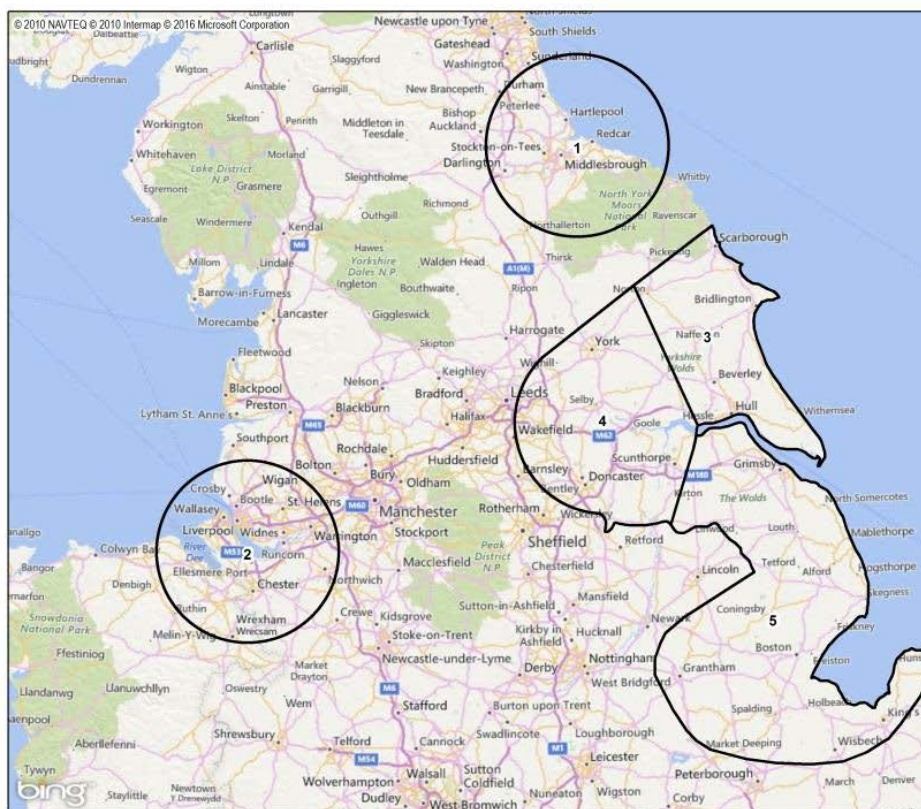 © 2010 NAVTEQ © 2010 Intermap © 2016 Microsoft Corporation
Newcastle upon Tyne
Carlisle
South Shields
Gateshead
Washington
Sunderland
Wigton
Slaggyford
Dundrennan
Ainstable
Garrigill
New Brancepeth
Durham
Peterlee
Workington
Skelton
Penrith
Middleton in Teesdale
Bishop Auckland
Hartlepool
Redcar
1
Whitehaven
Morland
Stockton-on-Tees
Middlesbrough
Darlington
Lake District N.P.
Egremont
Grasmere
Sleightholme
Whitby
Seascale
Windermere
Outhgill
Richmond
North York Moors National Park
Ravenscar
Kendal
Northallerton
M6
Hawes
Scarborough
Millom
Lindale
Yorkshire Dales N.P.
Walden Head
A1(M)
Thirsk
Pickering
Ingleton
Bouthwaite
Ripon
Norton
Barrow-in-Furness
Bridlington
Morecambe
Lancaster
Giggleswick
Harrogate
3
Skipton
York
Yorkshire Wolds
Fleetwood
Keighley
Beverley
Blackpool
Nelson
Bradford
Leeds
Selby
Lytham St. Anne's
Preston
Blackburn
Halifax
4
Hessle
Hull
Withernsea
M65
Wakefield
M62
Goole
Southport
Rochdale
Huddersfield
Scunthorpe
Bolton
Bury
Barnsley
M180
Grimsby
Crosby
Wigan
Oldham
Doncaster
Bentley
Kirton
The Wolds
North Somercotes
Bootle
St. Helens
M60
Manchester
Rotherham
Wickersley
Wallasey
Liverpool
Widnes
Warrington
Stockport
Sheffield
Retford
Louth
Mablethorpe
Colwyn Bay
River Dee
M53
2
Runcorn
Peak District N.P.
Bangor
Ellesmere Port
Macclesfield
Chesterfield
Lincoln
Tetford
Alford
Hogsthorpe
Denbigh
Chester
Northwich
Skegness
Snowdonia National Park
Ruthin
Sutton-in-Ashfield
Mansfield
Coningsby
Wrexham
Wrecsam
Crewe
Kidsgrove
Kirkby in Ashfield
Newark
5
Melin-Y-Wig
Stoke-on-Trent
Hucknall
Boston
Freiston
Ffestiniog
Market Drayton
Newcastle-under-Lyme
Derby
Nottingham
Grantham
Llanuwchllyn
Oswestry
Wem
West Bridgford
Llandanwg
M6
Stafford
Burton upon Trent
Spalding
Holbeach
King's
Shrewsbury
Swadlincote
Loughborough
Aberllefenni
Telford
Cannock
M1
Market Deeping
Wisbech
M54
Leicester
Tywyn
Wolverhampton
Walsall
Sutton Coldfield
Peterborough
March
Denver
bing
Staylittle
Newtown
Y Drenewydd
Dudley
Nuneaton
Wigston
Corby
West Bromwich